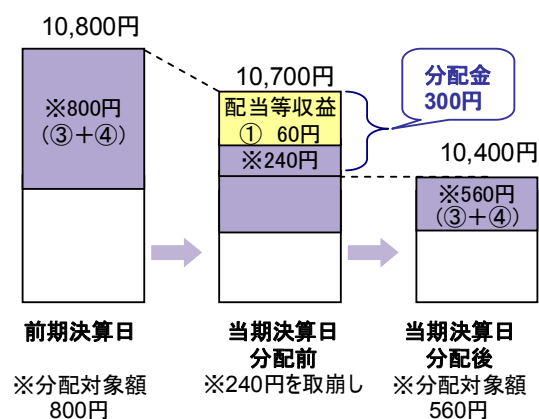 10,800円
※800円
（③＋④）
前期決算日
※分配対象額
800円
10,700円
配当等収益
① 60円
※240円
当期決算日
分配前
※240円を取崩し
分配金
300円
10,400円
※560円
（③＋④）
当期決算日
分配後
※分配対象額
560円